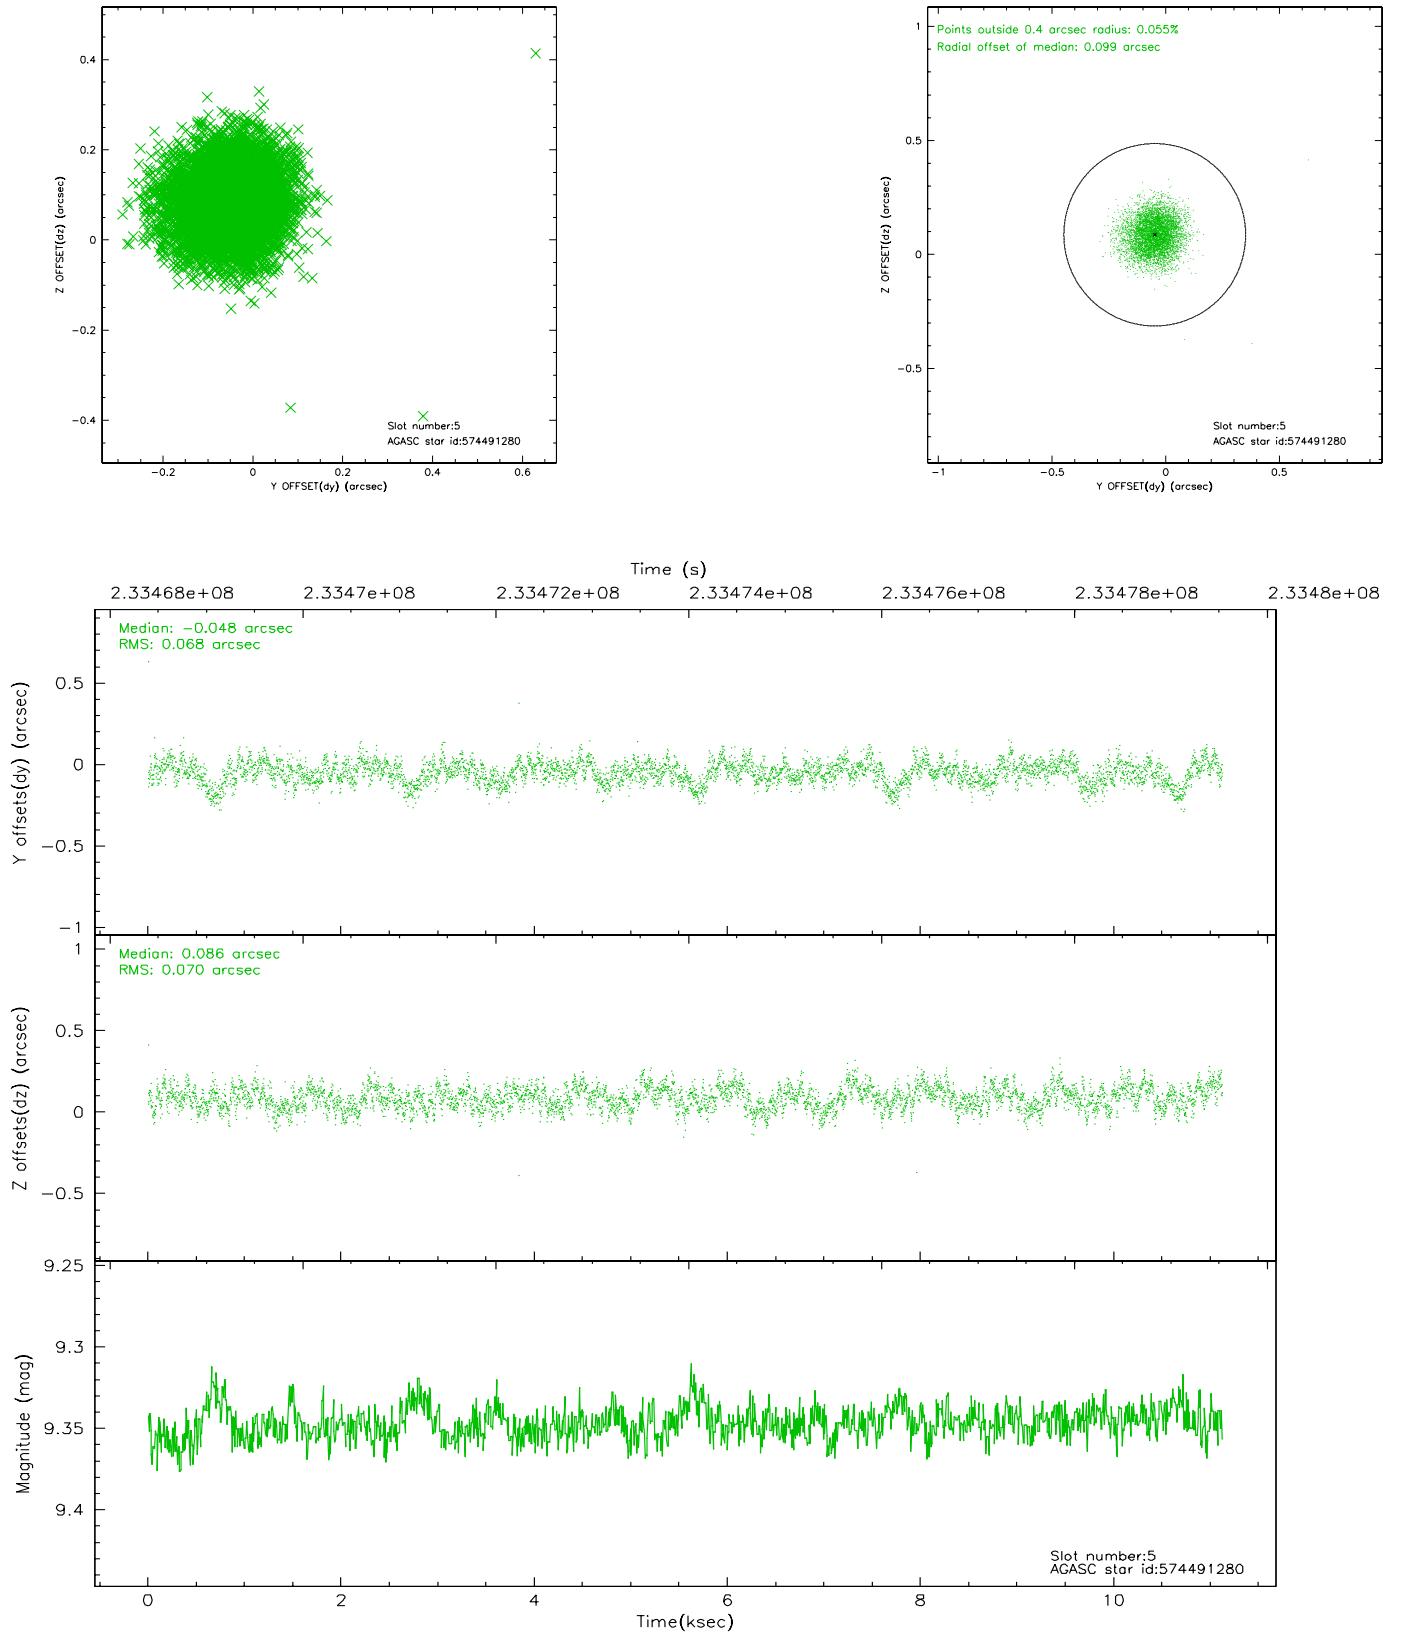 0.4
0.2
0
−0.2
−0.4
Z OFFSET(dz) (arcsec)
−0.2 0 0.2 0.4 0.6
Y OFFSET(dy) (arcsec)
Slot number:5
AGASC star id:574491280
Points outside 0.4 arcsec radius: 0.055%
Radial offset of median: 0.099 arcsec
1
0.5
0
−0.5
Z OFFSET(dz) (arcsec)
−1 −0.5 0 0.5
Y OFFSET(dy) (arcsec)
Slot number:5
AGASC star id:574491280
Time (s)
2.33468e+08 2.3347e+08 2.33472e+08 2.33474e+08 2.33476e+08 2.33478e+08 2.3348e+08
Median: −0.048 arcsec
RMS: 0.068 arcsec
0.5
0
−0.5
−1
Y offsets(dy) (arcsec)
Median: 0.086 arcsec
RMS: 0.070 arcsec
1
0.5
0
−0.5
Z offsets(dz) (arcsec)
9.25
9.3
9.35
9.4
Magnitude (mag)
Slot number:5
AGASC star id:574491280
0 2 4 6 8 10
Time(ksec)